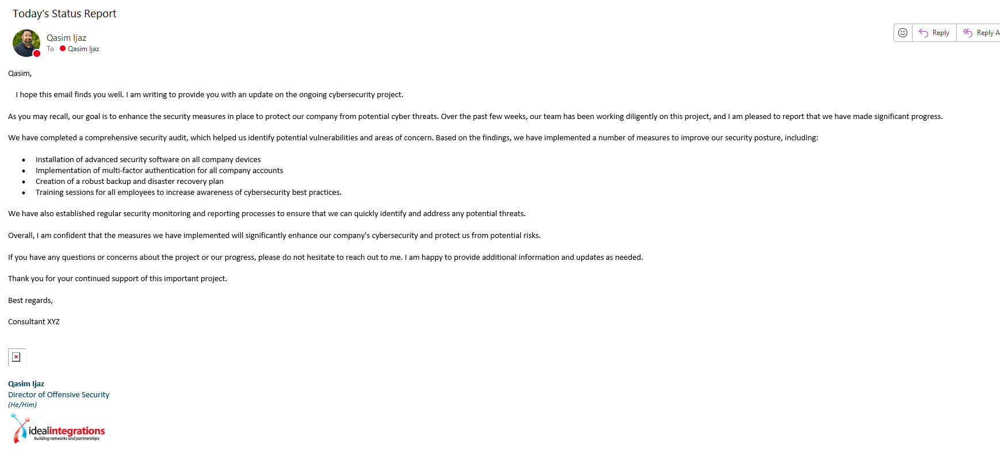 Today's Status Report
Qasim Ijaz
To Qasim Ijaz
Reply
Reply A
Qasim,
I hope this email finds you well. I am writing to provide you with an update on the ongoing cybersecurity project.
As you may recall, our goal is to enhance the security measures in place to protect our company from potential cyber threats. Over the past few weeks, our team has been working diligently on this project, and I am pleased to report that we have made significant progress.
We have completed a comprehensive security audit, which helped us identify potential vulnerabilities and areas of concern. Based on the findings, we have implemented a number of measures to improve our security posture, including:
• Installation of advanced security software on all company devices
• Implementation of multi-factor authentication for all company accounts
• Creation of a robust backup and disaster recovery plan
• Training sessions for all employees to increase awareness of cybersecurity best practices.
We have also established regular security monitoring and reporting processes to ensure that we can quickly identify and address any potential threats.
Overall, I am confident that the measures we have implemented will significantly enhance our company's cybersecurity and protect us from potential risks.
If you have any questions or concerns about the project or our progress, please do not hesitate to reach out to me. I am happy to provide additional information and updates as needed.
Thank you for your continued support of this important project.
Best regards,
Consultant XYZ
Qasim Ijaz
Director of Offensive Security
(He/Him)
idealintegrations
building networks and partnerships